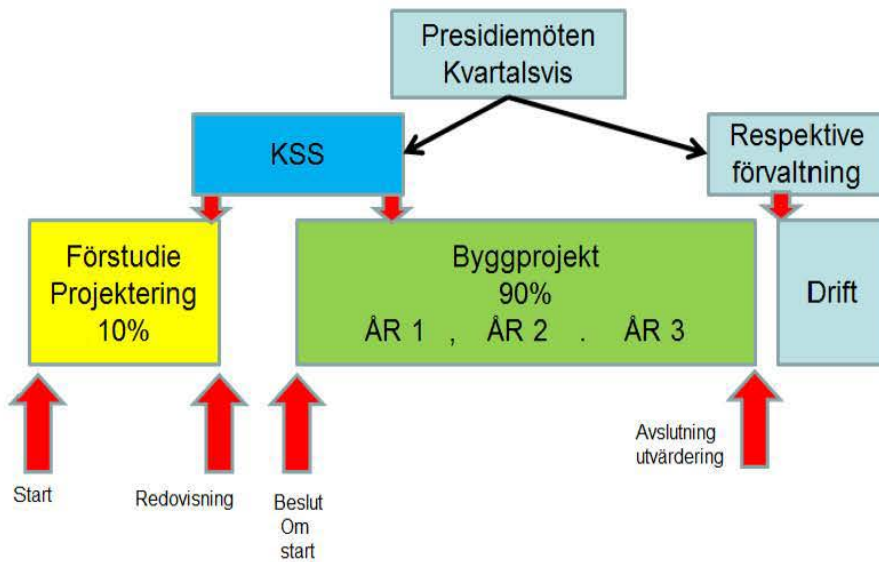 Presidiemöten
Kvartalsvis
KSS
Respektive
förvaltning
Förstudie
Projektering
10%
Byggprojekt
90%
ÅR 1 , ÅR 2 . ÅR 3
Drift
Start
Redovisning
Beslut
Om
start
Avslutning
utvärdering